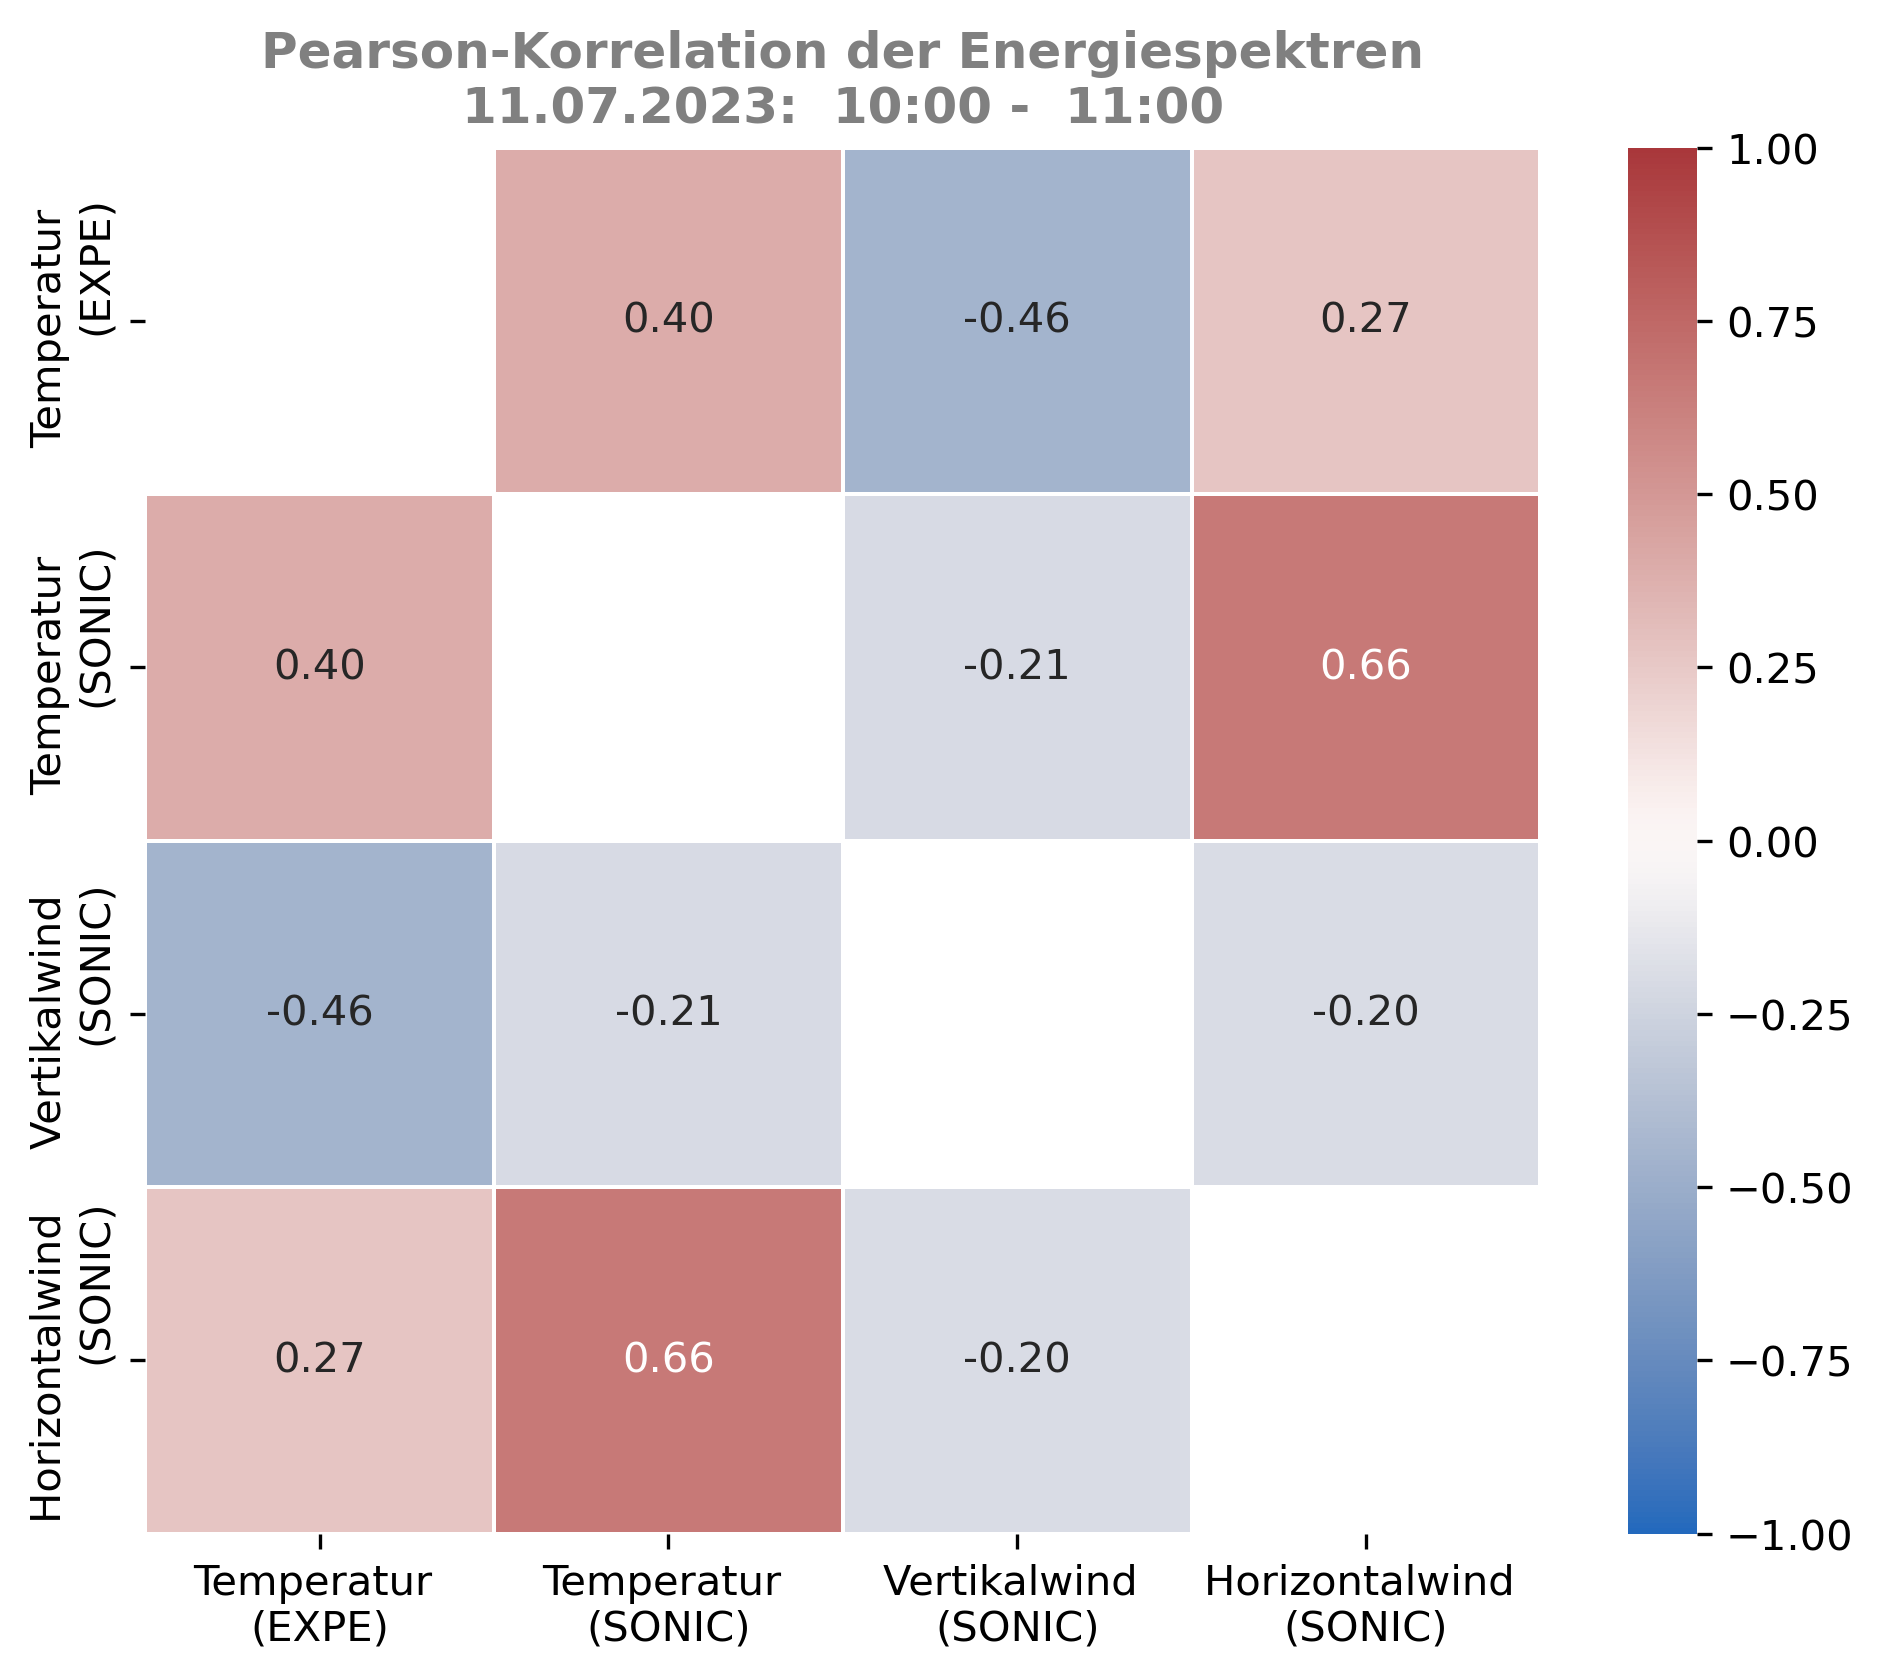 Pearson-Korrelation der Energiespektren
11.07.2023:  10:00 -  11:00
Temperatur
(EXPE)
0.40
-0.46
0.27
Temperatur
(SONIC)
0.40
-0.21
0.66
Vertikalwind
(SONIC)
-0.46
-0.21
-0.20
Horizontalwind
(SONIC)
0.27
0.66
-0.20
Temperatur
(EXPE)
Temperatur
(SONIC)
Vertikalwind
(SONIC)
Horizontalwind
(SONIC)
1.00
0.75
0.50
0.25
0.00
−0.25
−0.50
−0.75
−1.00